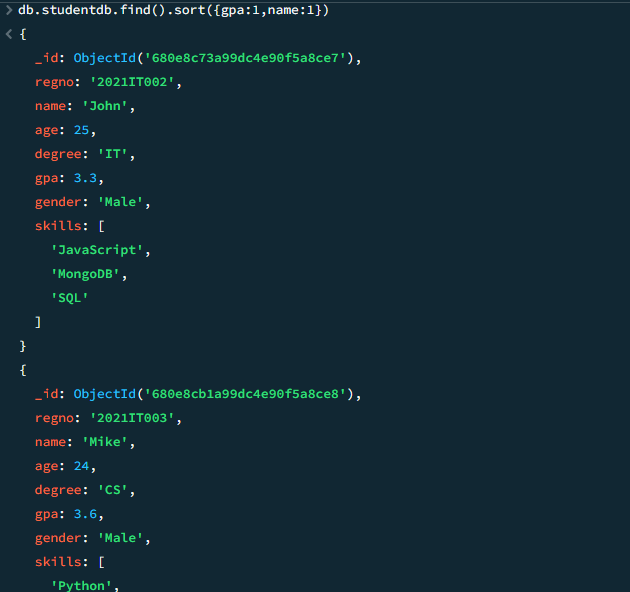 > db.studentdb.find().sort({gpa:1,name:1})
< {
_id: ObjectId('680e8c73a99dc4e90f5a8ce7'),
regno: '2021IT002',
name: 'John',
age: 25,
degree: 'IT',
gpa: 3.3,
gender: 'Male',
skills: [
'JavaScript',
'MongoDB',
'SQL'
]
}
{
_id: ObjectId('680e8cb1a99dc4e90f5a8ce8'),
regno: '2021IT003',
name: 'Mike',
age: 24,
degree: 'CS',
gpa: 3.6,
gender: 'Male',
skills: [
'Python',